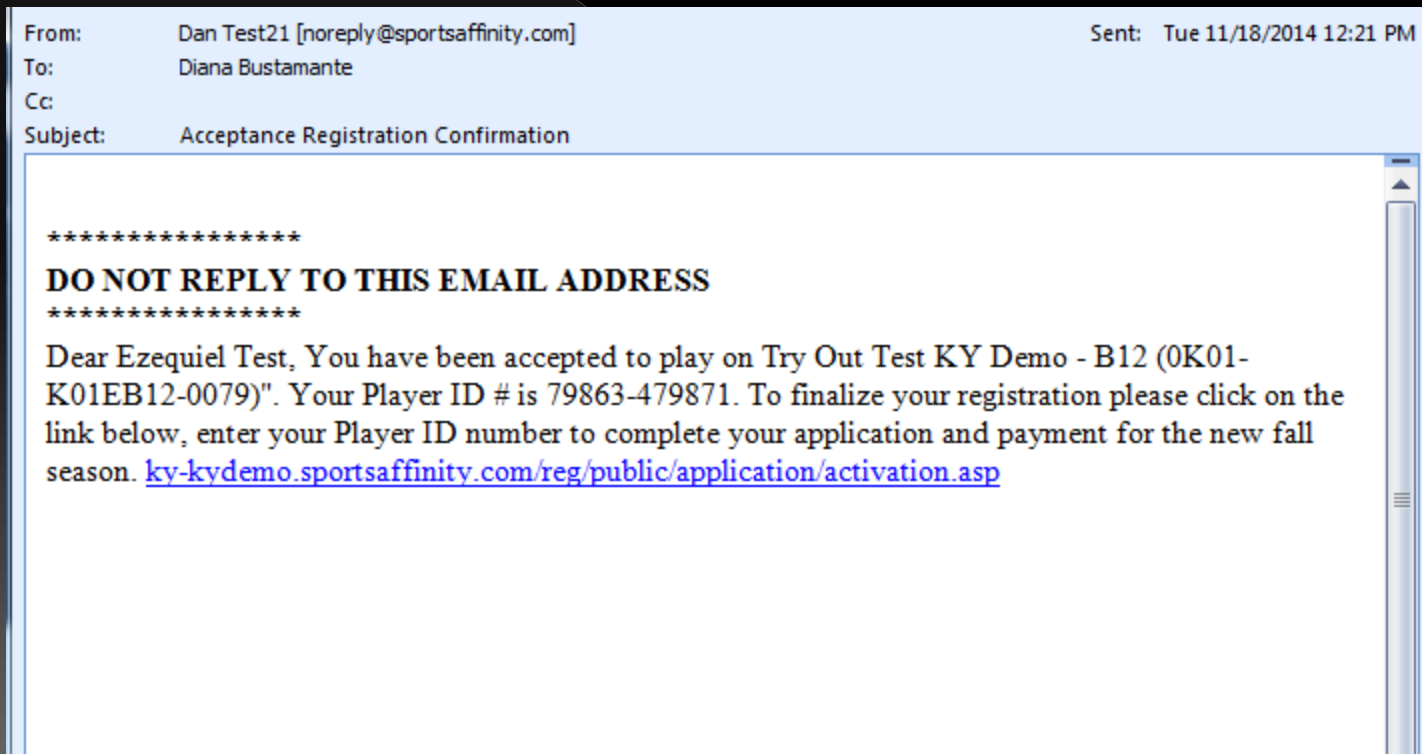 From: Dan Test21 [noreply@sportsaffinity.com] Sent: Tue 11/18/2014 12:21 PM
To: Diana Bustamante
Cc:
Subject: Acceptance Registration Confirmation
****************
DO NOT REPLY TO THIS EMAIL ADDRESS
****************
Dear Ezequiel Test, You have been accepted to play on Try Out Test KY Demo - B12 (0K01-
K01EB12-0079)". Your Player ID # is 79863-479871. To finalize your registration please click on the
link below, enter your Player ID number to complete your application and payment for the new fall
season. ky-kydemo.sportsaffinity.com/reg/public/application/activation.asp